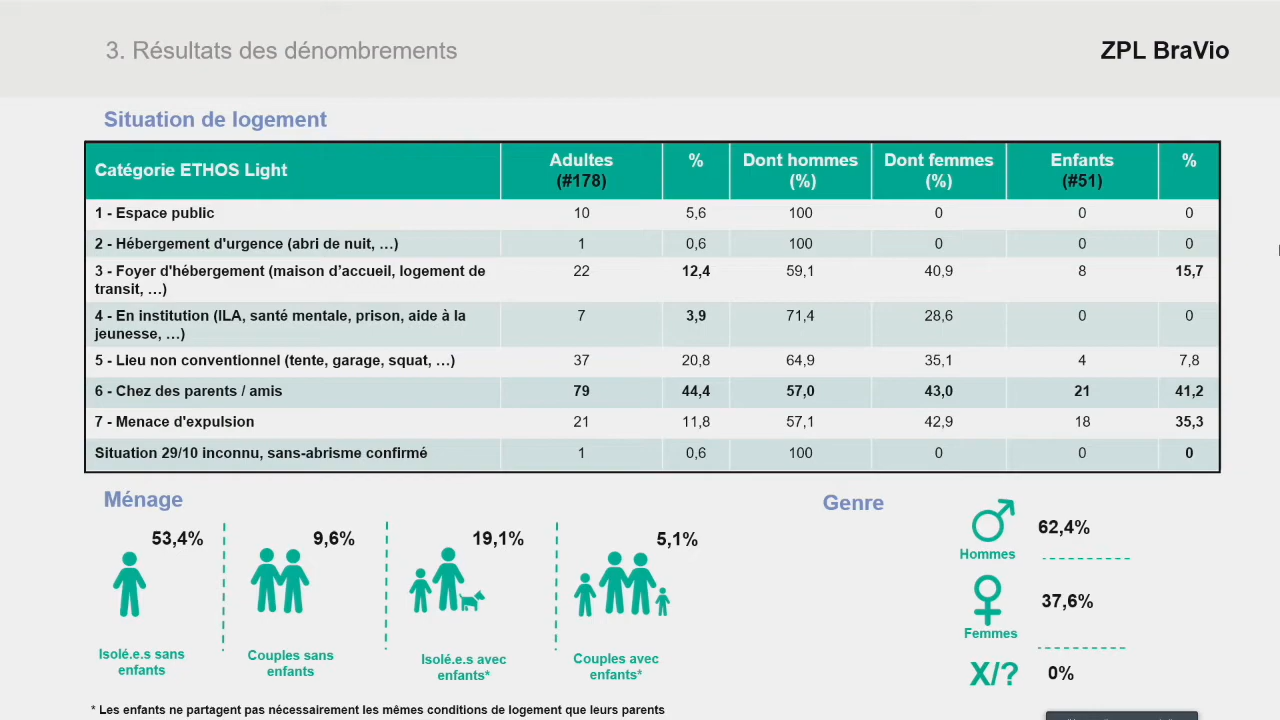 3. Résultats des dénombrements
ZPL BraVio
Situation de logement
Catégorie ETHOS Light Adultes (#178) % Dont hommes (%) Dont femmes (%) Enfants (#51) %
1 - Espace public 10 5,6 100 0 0 0
2 - Hébergement d'urgence (abri de nuit, …) 1 0,6 100 0 0 0
3 - Foyer d'hébergement (maison d’accueil, logement de transit, …) 22 12,4 59,1 40,9 8 15,7
4 - En institution (ILA, santé mentale, prison, aide à la jeunesse, …) 7 3,9 71,4 28,6 0 0
5 - Lieu non conventionnel (tente, garage, squat, …) 37 20,8 64,9 35,1 4 7,8
6 - Chez des parents / amis 79 44,4 57,0 43,0 21 41,2
7 - Menace d'expulsion 21 11,8 57,1 42,9 18 35,3
Situation 29/10 inconnu, sans-abrisme confirmé 1 0,6 100 0 0 0
Ménage
53,4%
Isolé.e.s sans
enfants
9,6%
Couples sans
enfants
19,1%
Isolé.e.s avec
enfants*
5,1%
Couples avec
enfants*
Genre
62,4%
Hommes
37,6%
Femmes
X/? 0%
* Les enfants ne partagent pas nécessairement les mêmes conditions de logement que leurs parents